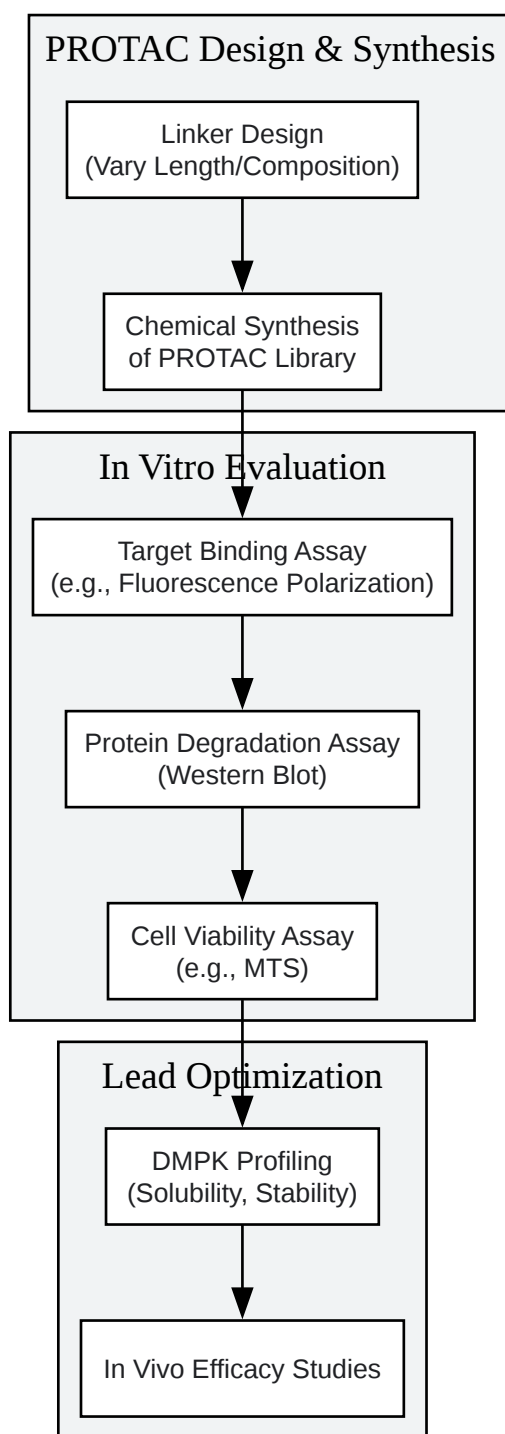 PROTAC Design & Synthesis
Linker Design
(Vary Length/Composition)
Chemical Synthesis
of PROTAC Library
In Vitro Evaluation
Target Binding Assay
(e.g., Fluorescence Polarization)
Protein Degradation Assay
(Western Blot)
Cell Viability Assay
(e.g., MTS)
Lead Optimization
DMPK Profiling
(Solubility, Stability)
In Vivo Efficacy Studies